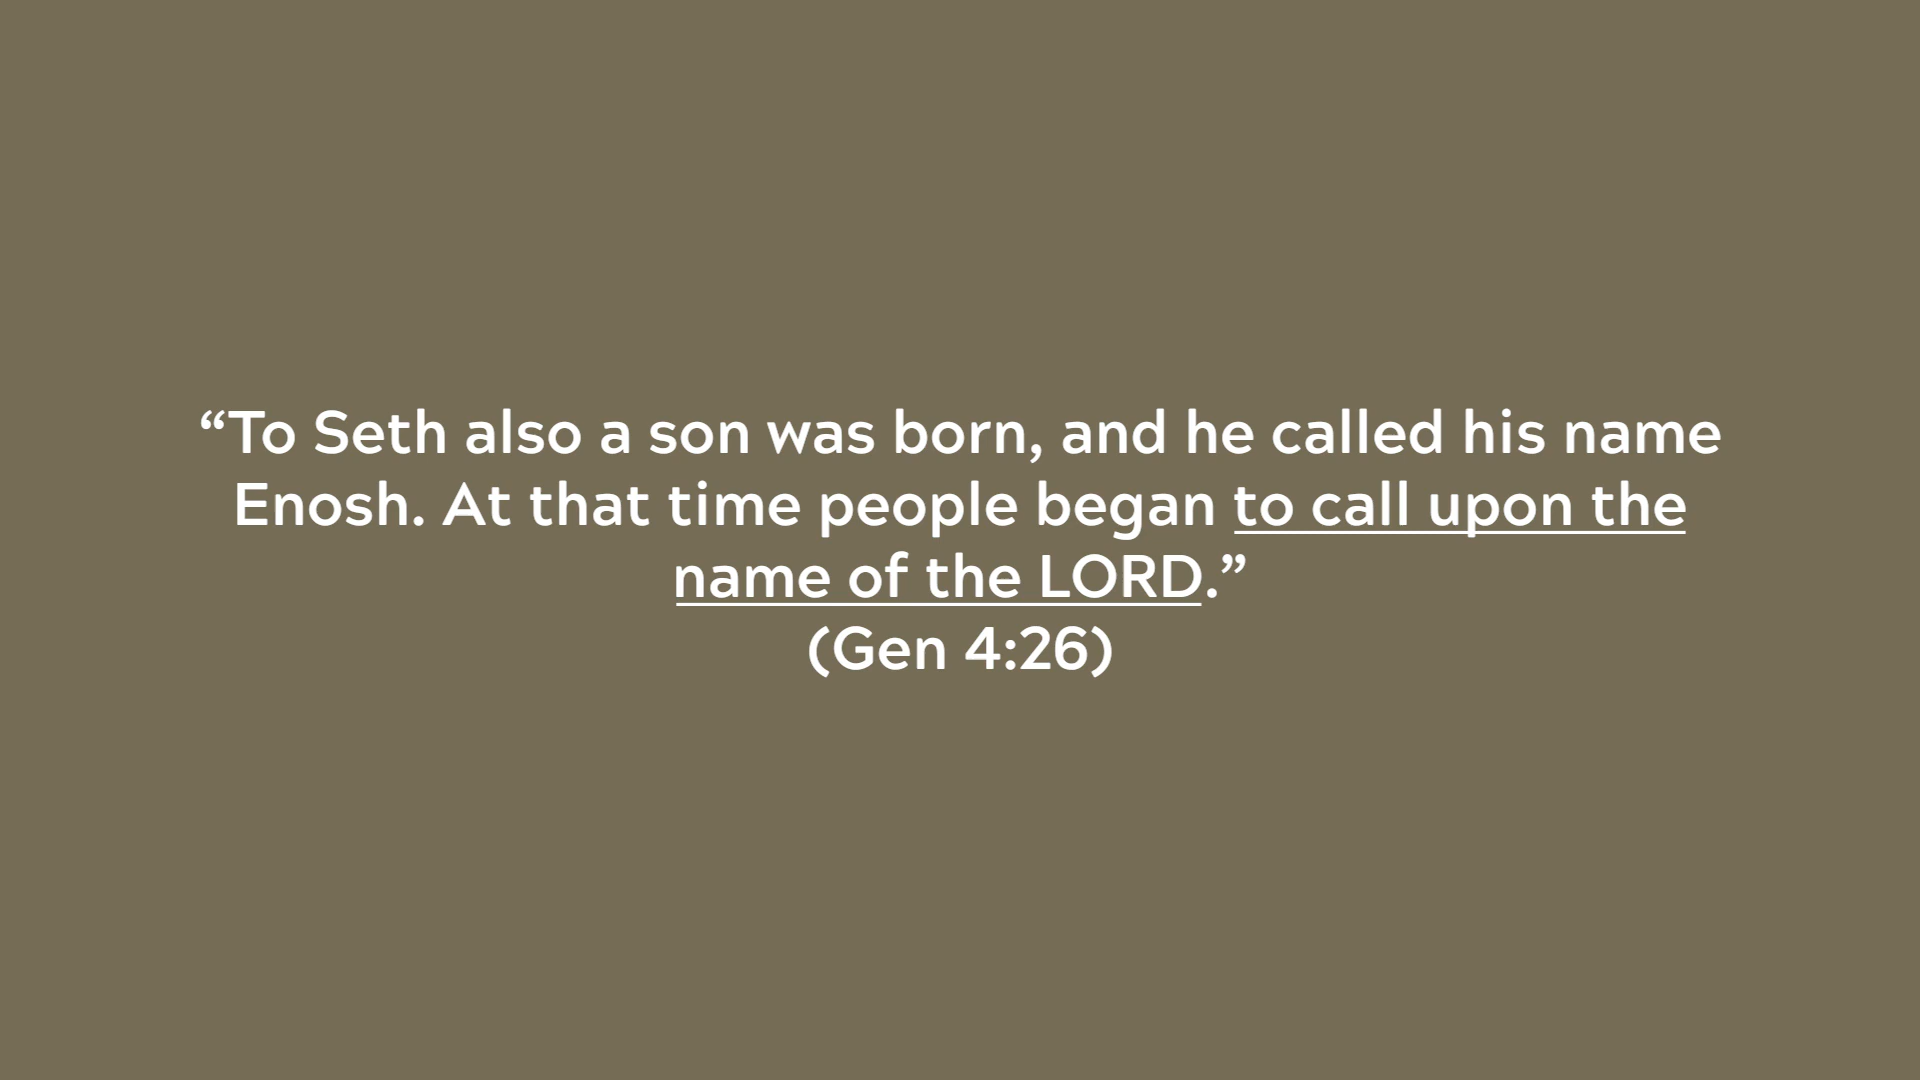 “To Seth also a son was born, and he called his name
Enosh. At that time people began to call upon the
name of the LORD.”
(Gen 4:26)